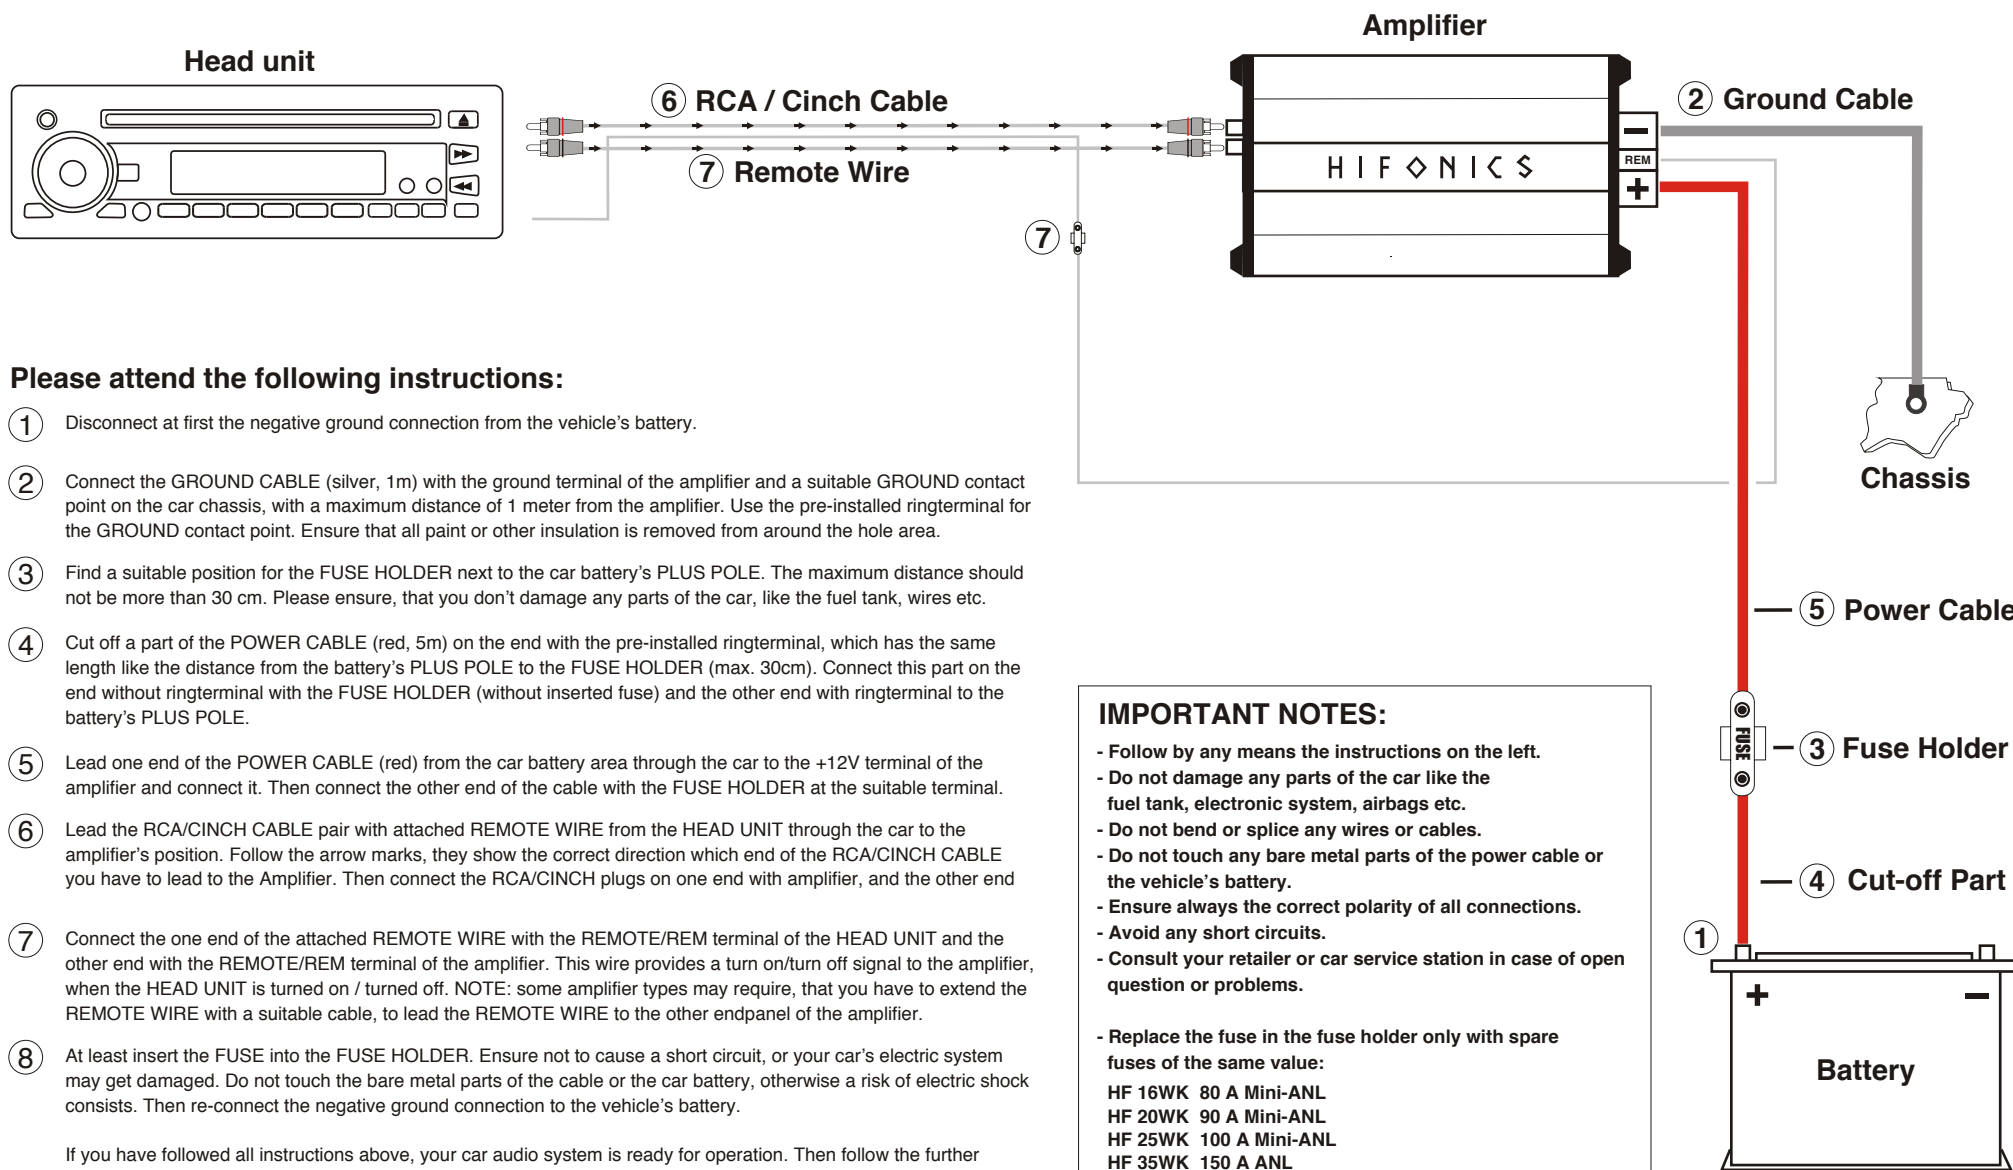 Amplifier
Head unit
6 RCA / Cinch Cable
2 Ground Cable
HIFONICS
REM
7 Remote Wire
7
Chassis
Please attend the following instructions:
1 Disconnect at first the negative ground connection from the vehicle's battery.
2 Connect the GROUND CABLE (silver, 1m) with the ground terminal of the amplifier and a suitable GROUND contact
point on the car chassis, with a maximum distance of 1 meter from the amplifier. Use the pre-installed ringterminal for
the GROUND contact point. Ensure that all paint or other insulation is removed from around the hole area.
3 Find a suitable position for the FUSE HOLDER next to the car battery's PLUS POLE. The maximum distance should
not be more than 30 cm. Please ensure, that you don't damage any parts of the car, like the fuel tank, wires etc.
4 Cut off a part of the POWER CABLE (red, 5m) on the end with the pre-installed ringterminal, which has the same
length like the distance from the battery's PLUS POLE to the FUSE HOLDER (max. 30cm). Connect this part on the
end without ringterminal with the FUSE HOLDER (without inserted fuse) and the other end with ringterminal to the
battery's PLUS POLE.
5 Lead one end of the POWER CABLE (red) from the car battery area through the car to the +12V terminal of the
amplifier and connect it. Then connect the other end of the cable with the FUSE HOLDER at the suitable terminal.
6 Lead the RCA/CINCH CABLE pair with attached REMOTE WIRE from the HEAD UNIT through the car to the
amplifier's position. Follow the arrow marks, they show the correct direction which end of the RCA/CINCH CABLE
you have to lead to the Amplifier. Then connect the RCA/CINCH plugs on one end with amplifier, and the other end
7 Connect the one end of the attached REMOTE WIRE with the REMOTE/REM terminal of the HEAD UNIT and the
other end with the REMOTE/REM terminal of the amplifier. This wire provides a turn on/turn off signal to the amplifier,
when the HEAD UNIT is turned on / turned off. NOTE: some amplifier types may require, that you have to extend the
REMOTE WIRE with a suitable cable, to lead the REMOTE WIRE to the other endpanel of the amplifier.
8 At least insert the FUSE into the FUSE HOLDER. Ensure not to cause a short circuit, or your car's electric system
may get damaged. Do not touch the bare metal parts of the cable or the car battery, otherwise a risk of electric shock
consists. Then re-connect the negative ground connection to the vehicle's battery.
If you have followed all instructions above, your car audio system is ready for operation. Then follow the further
IMPORTANT NOTES:
- Follow by any means the instructions on the left.
- Do not damage any parts of the car like the
fuel tank, electronic system, airbags etc.
- Do not bend or splice any wires or cables.
- Do not touch any bare metal parts of the power cable or
the vehicle's battery.
- Ensure always the correct polarity of all connections.
- Avoid any short circuits.
- Consult your retailer or car service station in case of open
question or problems.
- Replace the fuse in the fuse holder only with spare
fuses of the same value:
HF 16WK 80 A Mini-ANL
HF 20WK 90 A Mini-ANL
HF 25WK 100 A Mini-ANL
HF 35WK 150 A ANL
5 Power Cable
FUSE
3 Fuse Holder
4 Cut-off Part
1
+ −
Battery